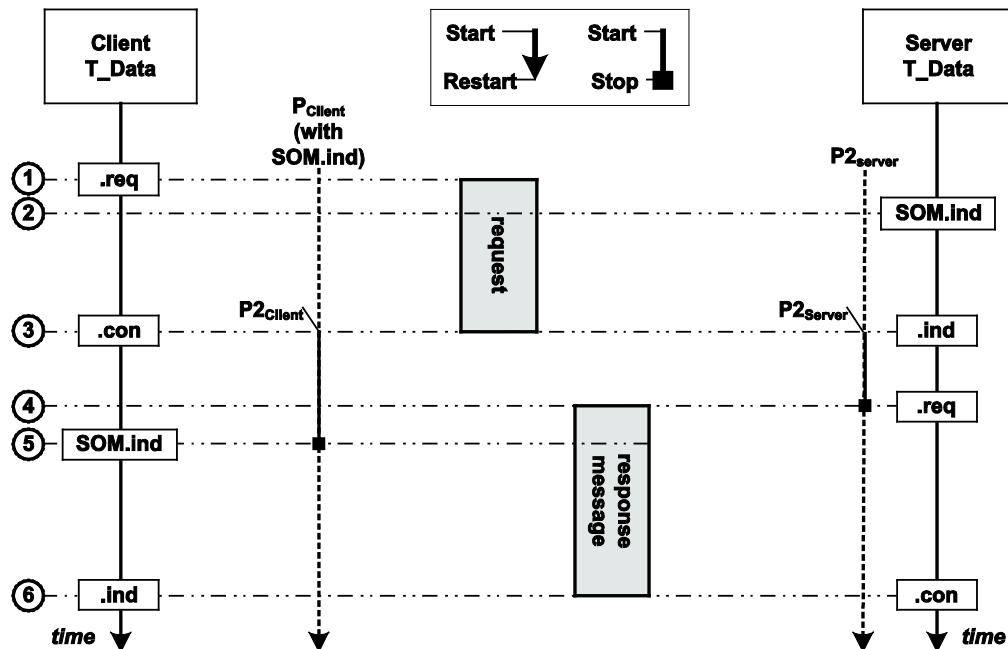 Client
T_Data
Start
Start
Restart
Stop
Server
T_Data
PClient
(with
SOM.ind)
P2server
1
.req
2
SOM.ind
request
P2Client
P2Server
3
.con
.ind
4
.req
5
SOM.ind
response
message
6
.ind
.con
time
time